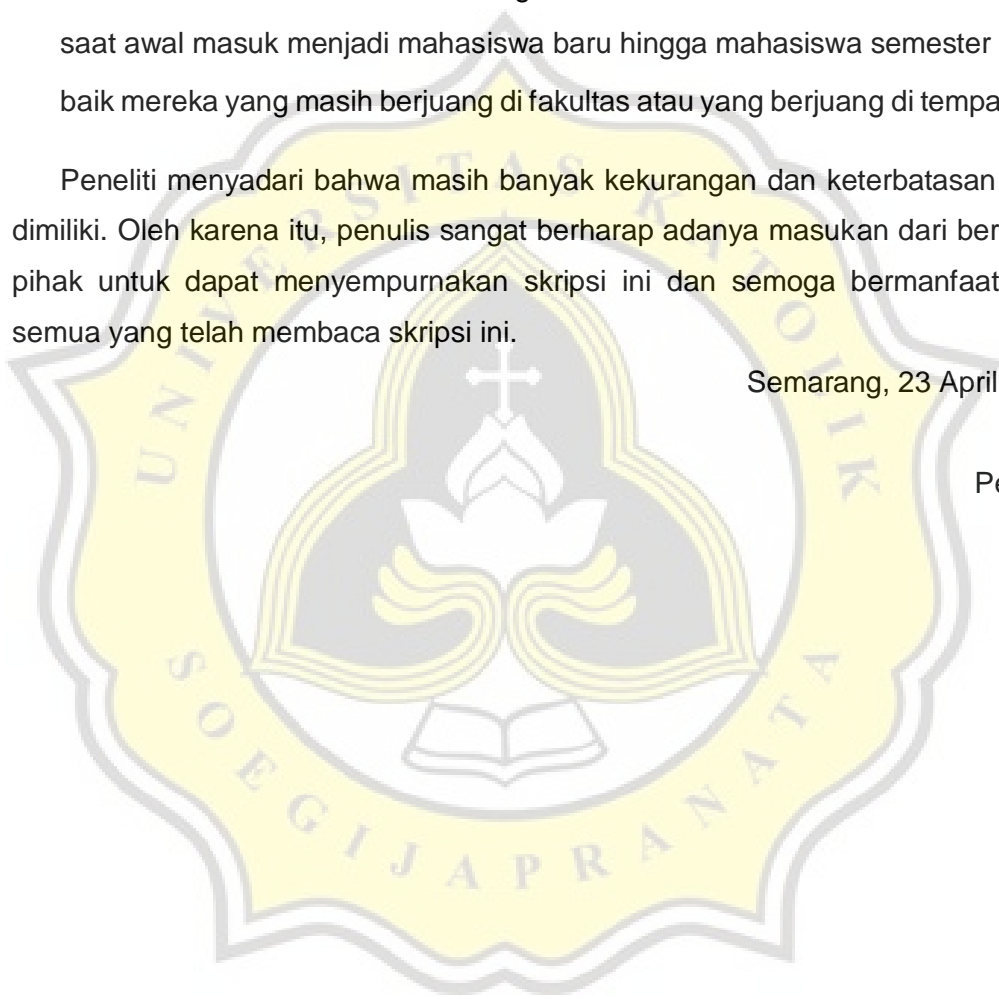 saat awal masuk menjadi mahasiswa baru hingga mahasiswa semester
baik mereka yang masih berjuang di fakultas atau yang berjuang di tempa
Peneliti menyadari bahwa masih banyak kekurangan dan keterbatasan
dimiliki. Oleh karena itu, penulis sangat berharap adanya masukan dari ber
pihak untuk dapat menyempurnakan skripsi ini dan semoga bermanfaat
semua yang telah membaca skripsi ini.
Semarang, 23 April
Pe
UNIVERSITAS KATOLIK
SOEGIJAPRANATA